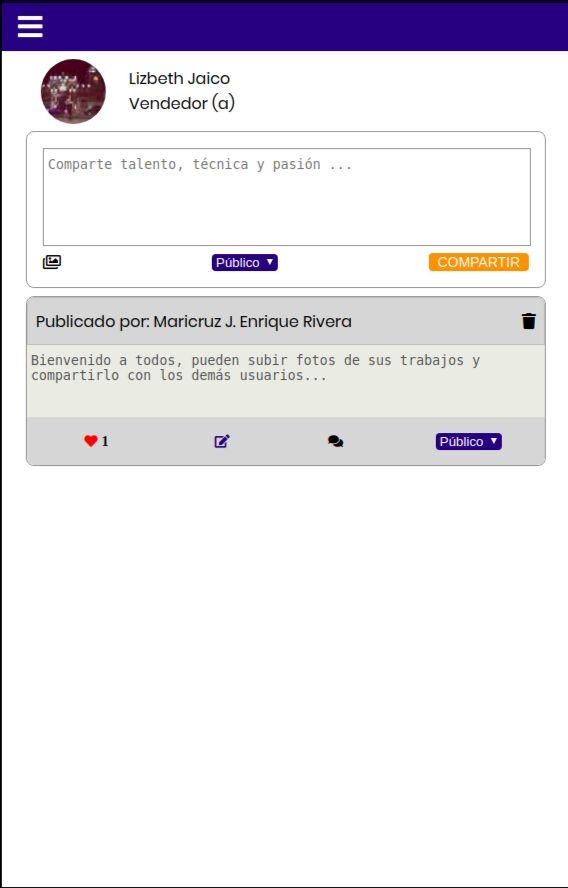 Lizbeth Jaico
Vendedor (a)
Comparte talento, técnica y pasión ...
Público
COMPARTIR
Publicado por: Maricruz J. Enrique Rivera
Bienvenido a todos, pueden subir fotos de sus trabajos y
compartirlo con los demás usuarios...
1
Público